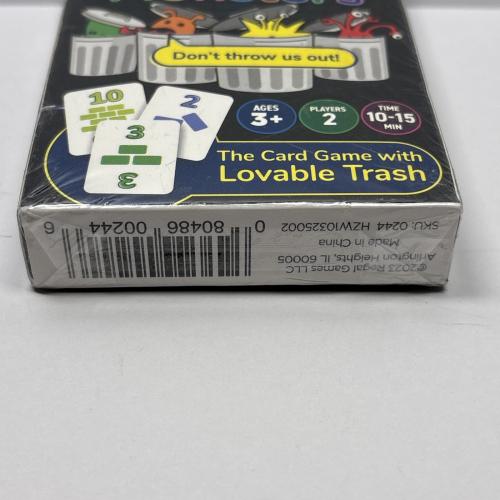 Don't throw us out!
10
2
3
3
AGES
3+
PLAYERS
2
TIME
10-15
MIN
The Card Game with
Lovable Trash
©2023 Regal Games LLC
Arlington Heights, IL 60005
Made in China
SKU: 0244 HZWI0325002
0 80486 00244 6